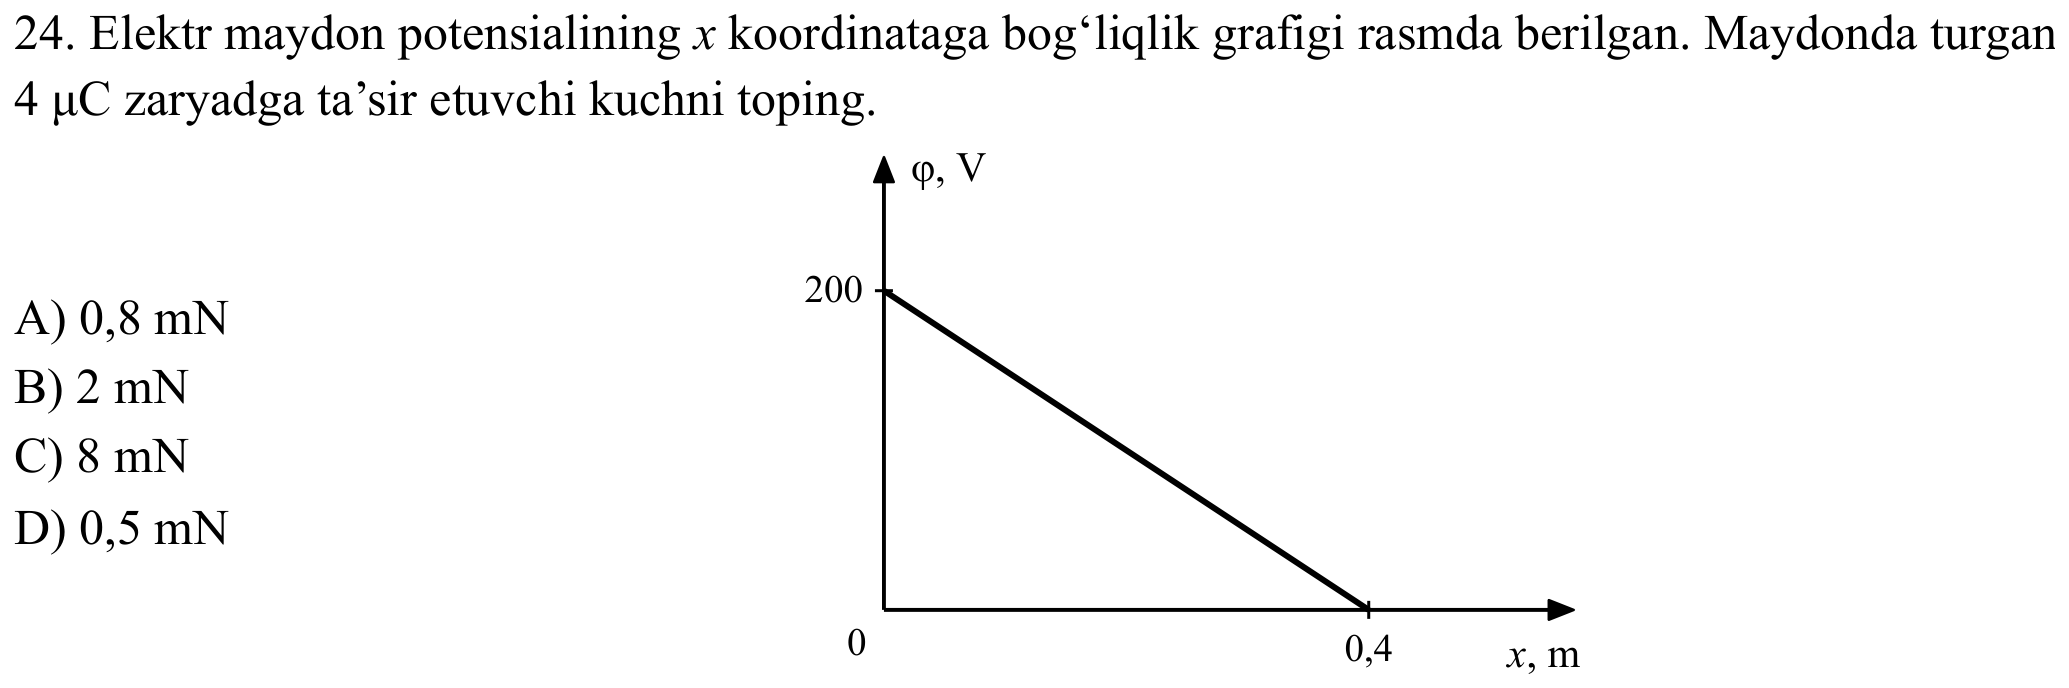 24. Elektr maydon potensialining x koordinataga bog‘liqlik grafigi rasmda berilgan. Maydonda turgan
4 μC zaryadga ta’sir etuvchi kuchni toping.
φ, V
200
A) 0,8 mN
B) 2 mN
C) 8 mN
D) 0,5 mN
0
0,4
x, m